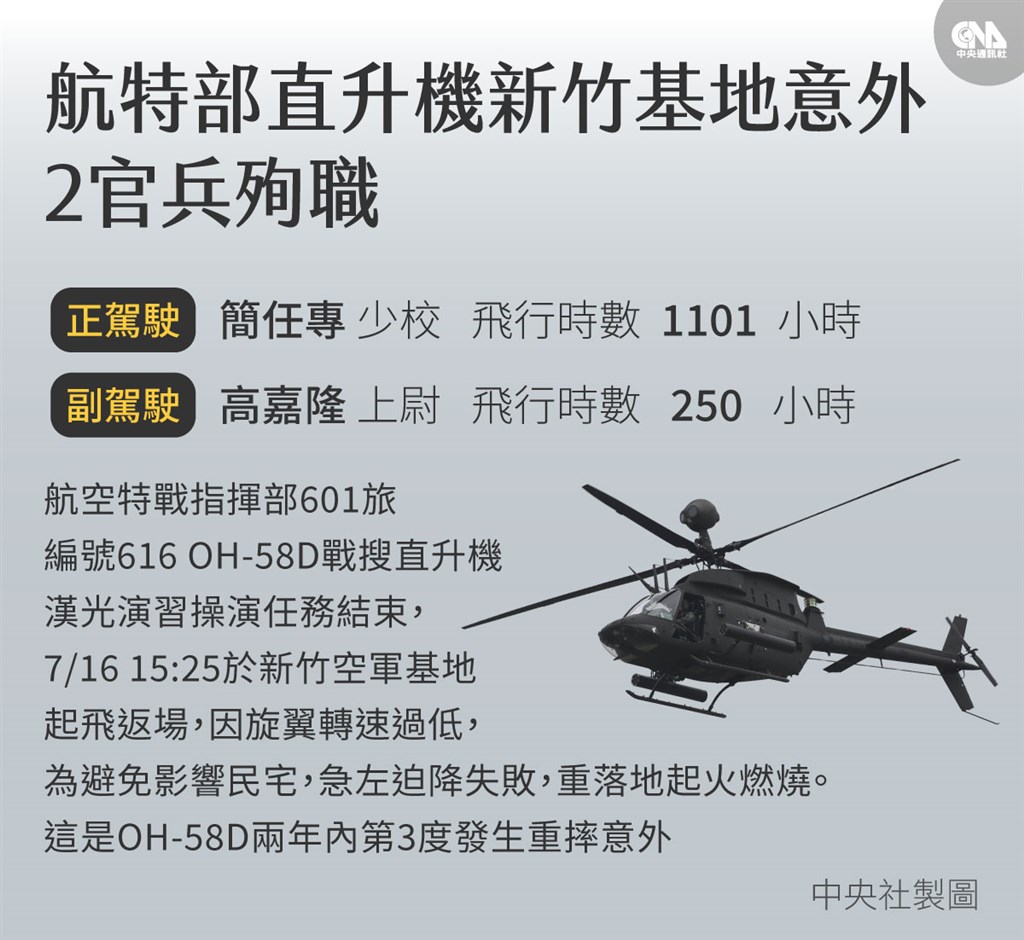 CNA
中央通訊社
航特部直升機新竹基地意外
2官兵殉職
正駕駛 簡任專 少校 飛行時數 1101 小時
副駕駛 高嘉隆 上尉 飛行時數 250 小時
航空特戰指揮部601旅
編號616 OH-58D戰搜直升機
漢光演習操演任務結束，
7/16 15:25於新竹空軍基地
起飛返場，因旋翼轉速過低，
為避免影響民宅，急左迫降失敗，重落地起火燃燒。
這是OH-58D兩年內第3度發生重摔意外
中央社製圖